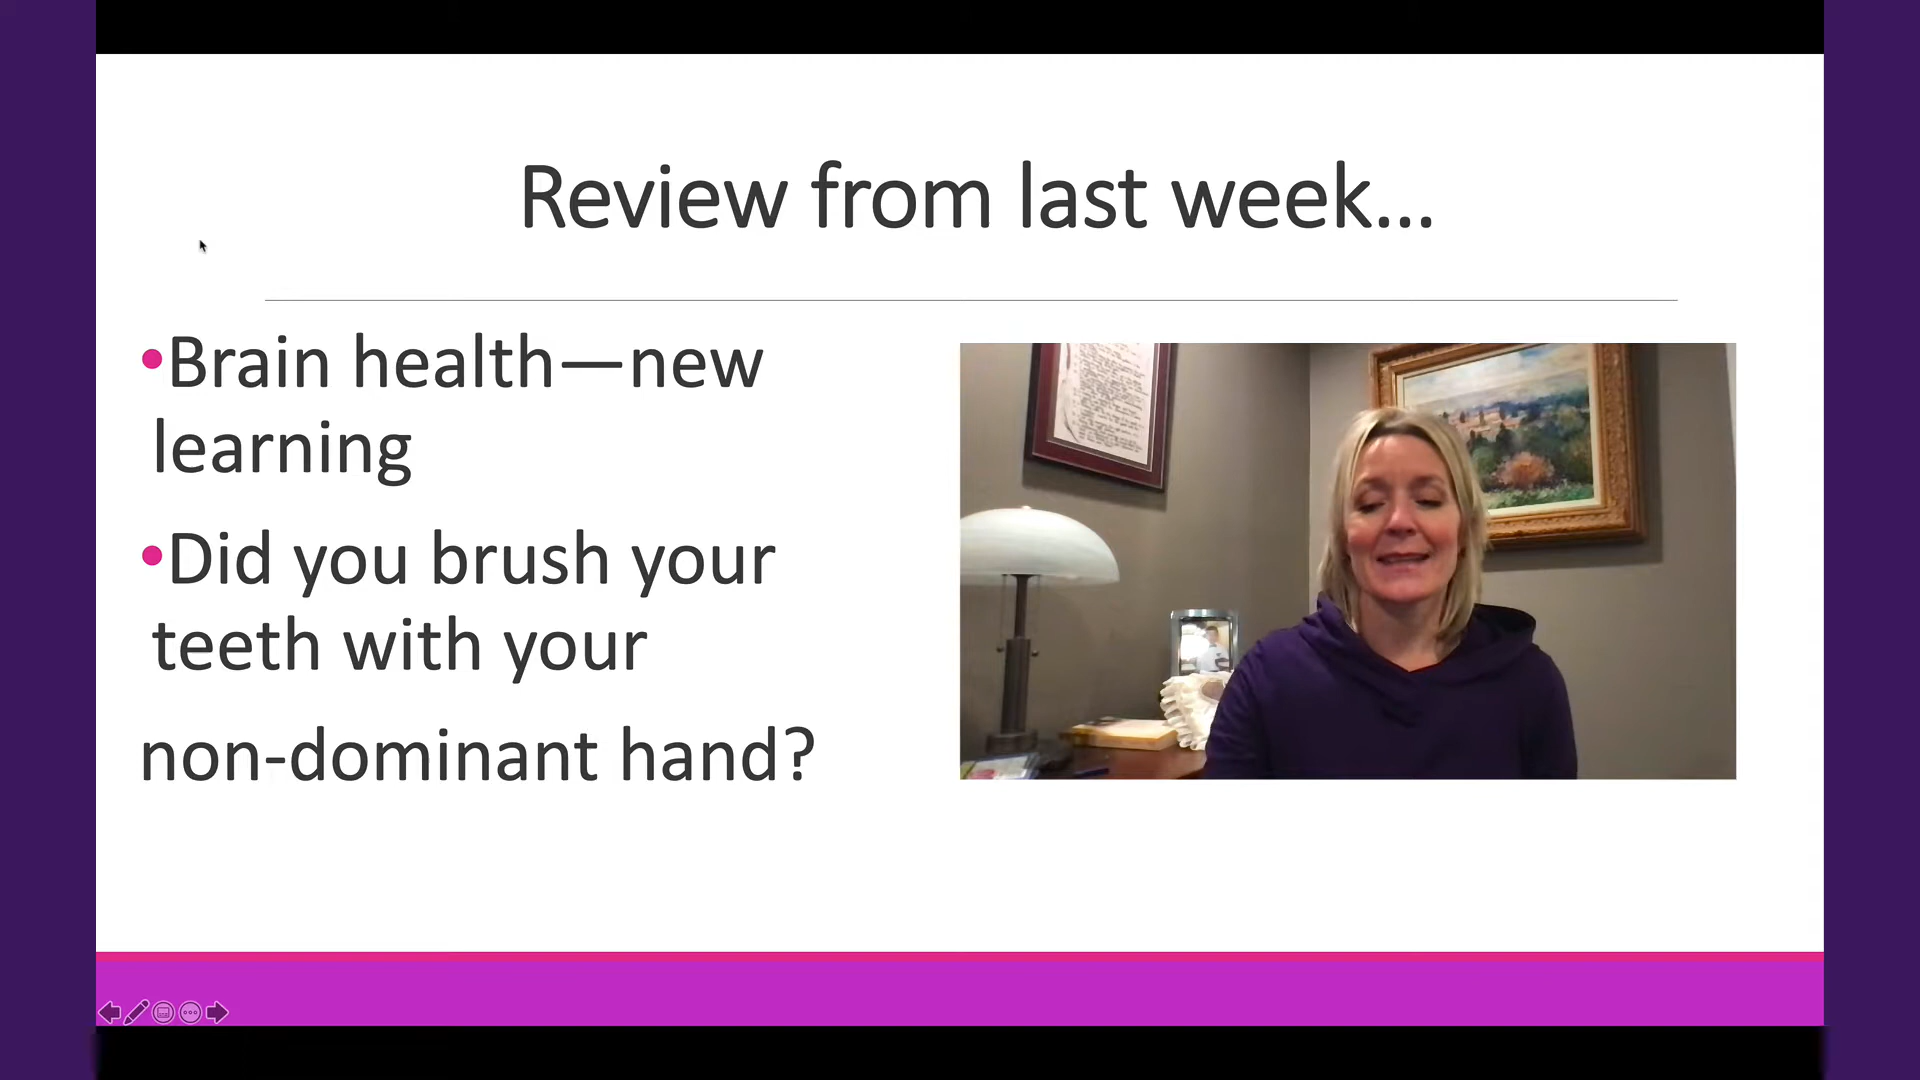 Review from last week...
•Brain health—new
learning
•Did you brush your
teeth with your
non-dominant hand?